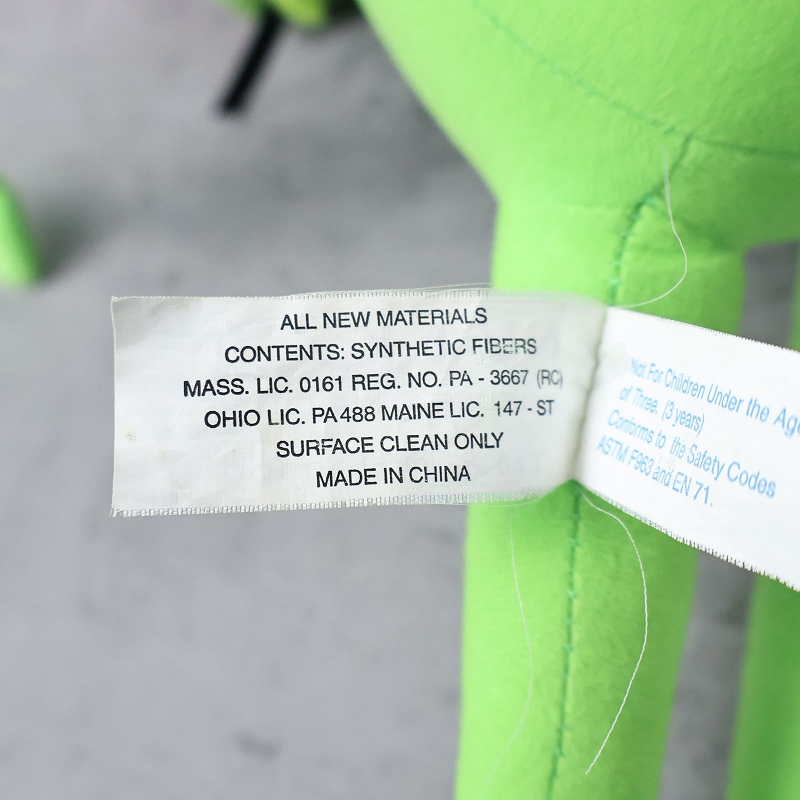 ALL NEW MATERIALS
CONTENTS: SYNTHETIC FIBERS
MASS. LIC. 0161 REG. NO. PA - 3667 (RC)
OHIO LIC. PA 488 MAINE LIC. 147 - ST
SURFACE CLEAN ONLY
MADE IN CHINA
Not For Children Under the Age
of Three. (3 years)
Conforms to the Safety Codes
ASTM F963 and EN 71.